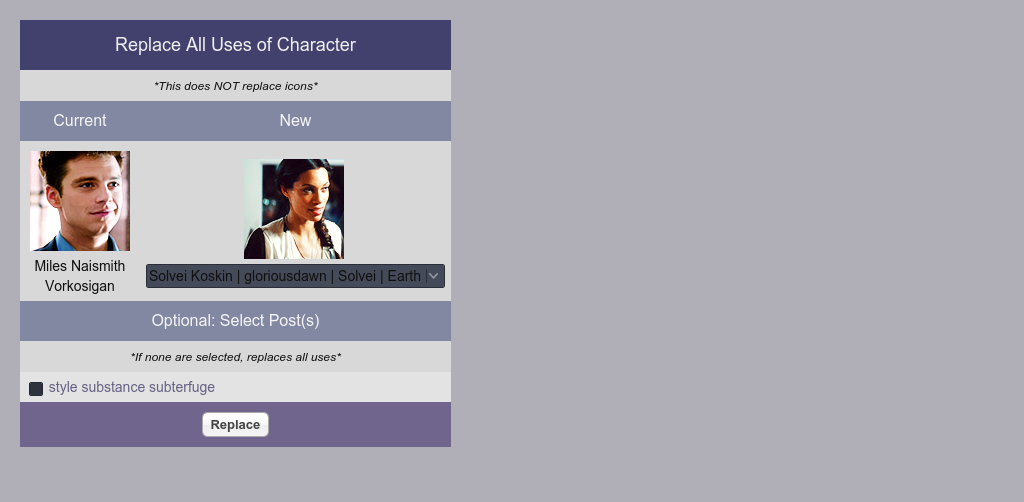 Replace All Uses of Character
*This does NOT replace icons*
Current New
Miles Naismith
Vorkosigan
Solvei Koskin | gloriousdawn | Solvei | Earth |
Optional: Select Post(s)
*If none are selected, replaces all uses*
style substance subterfuge
Replace